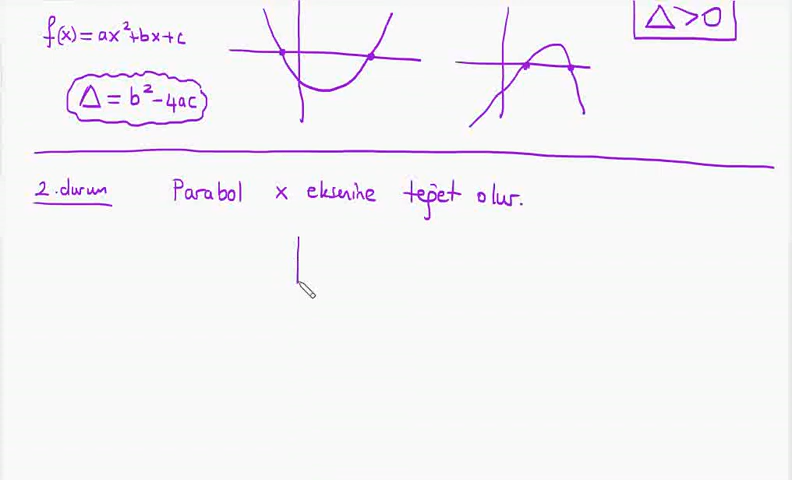 f(x) = ax²+bx+c
Δ>0
Δ = b²-4ac
2.durum Parabol x eksenine teğet olur.